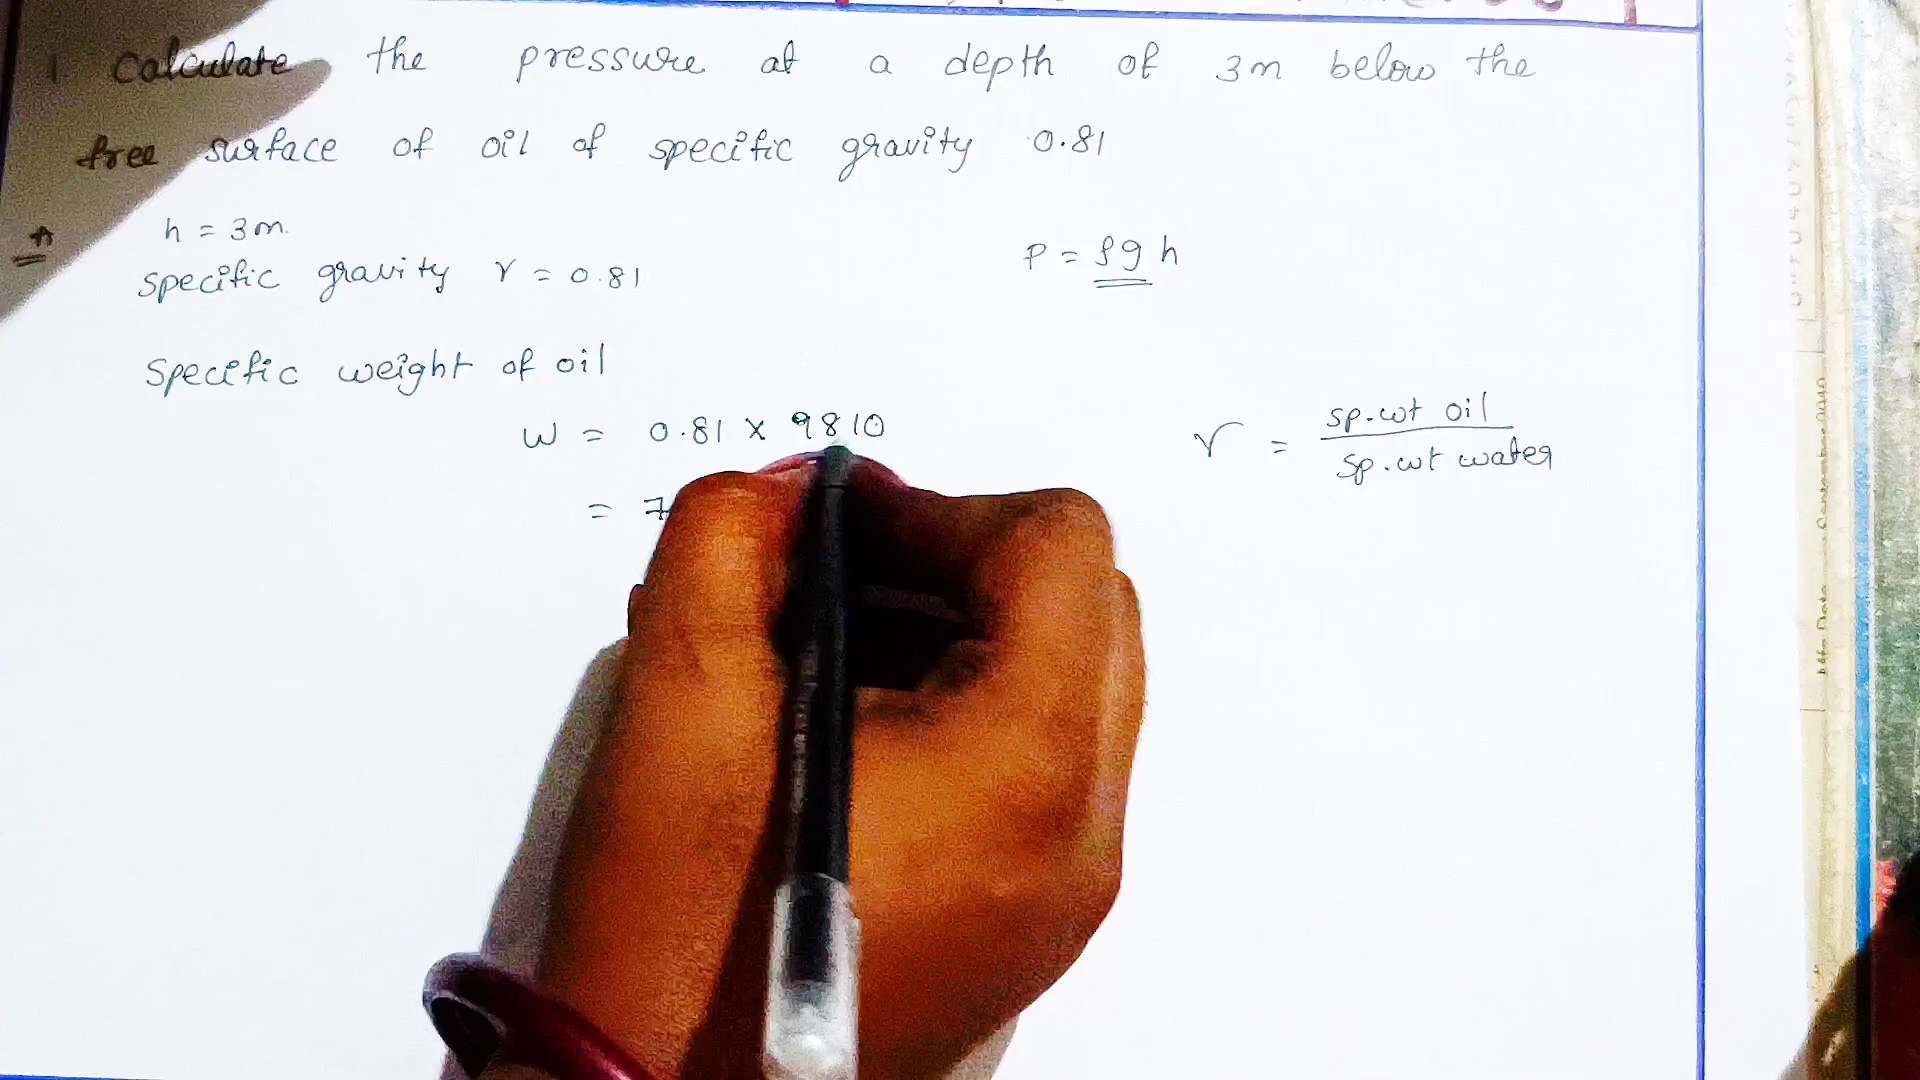 1 Calculate the pressure at a depth of 3m below the
free surface of oil of specific gravity 0.81
h = 3m.
specific gravity γ = 0.81
P = ρg h
Specific weight of oil
w = 0.81 x 9810
γ = sp.wt oil
sp.wt water
= 7